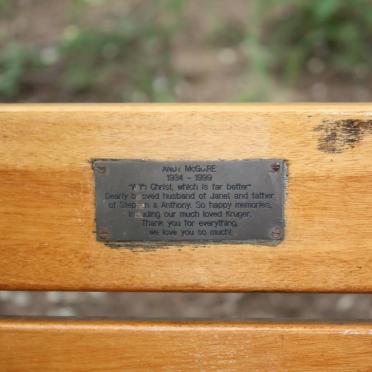 ANDY McGUIRE
1934 - 1999
"With Christ, which is far better"
Dearly beloved husband of Janet and father
of Stephen & Anthony. So happy memories,
including our much loved Kruger.
Thank you for everything,
we love you so much!